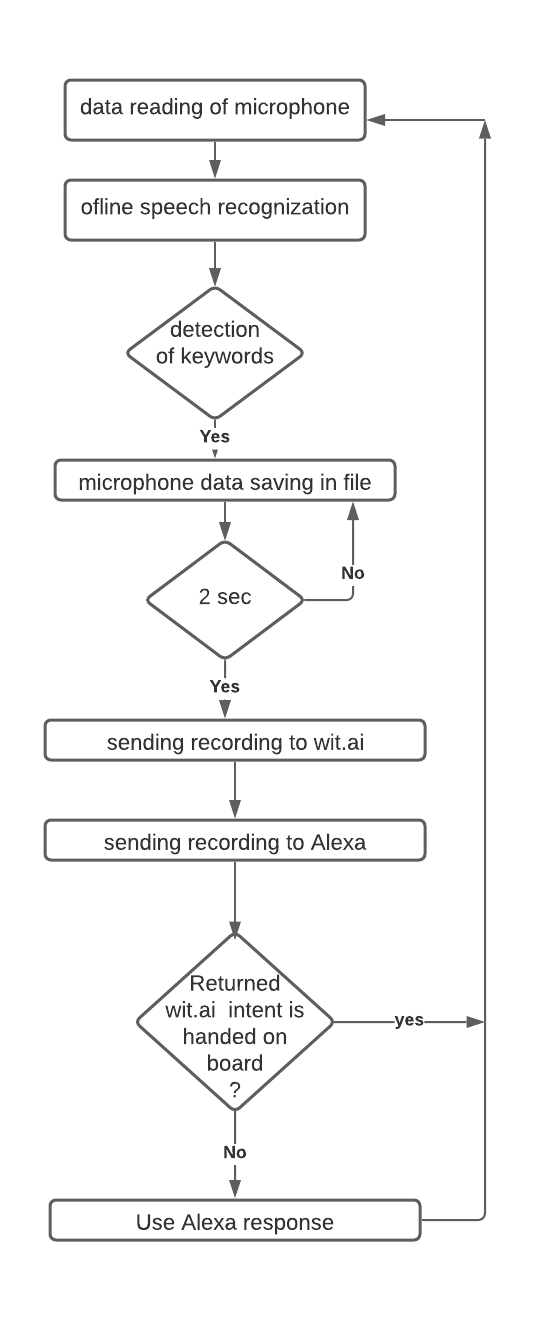 data reading of microphone
ofline speech recognization
detection
of keywords
Yes
microphone data saving in file
No
2 sec
Yes
sending recording to wit.ai
sending recording to Alexa
Returned
wit.ai  intent is
handed on
board
?
yes
No
Use Alexa response